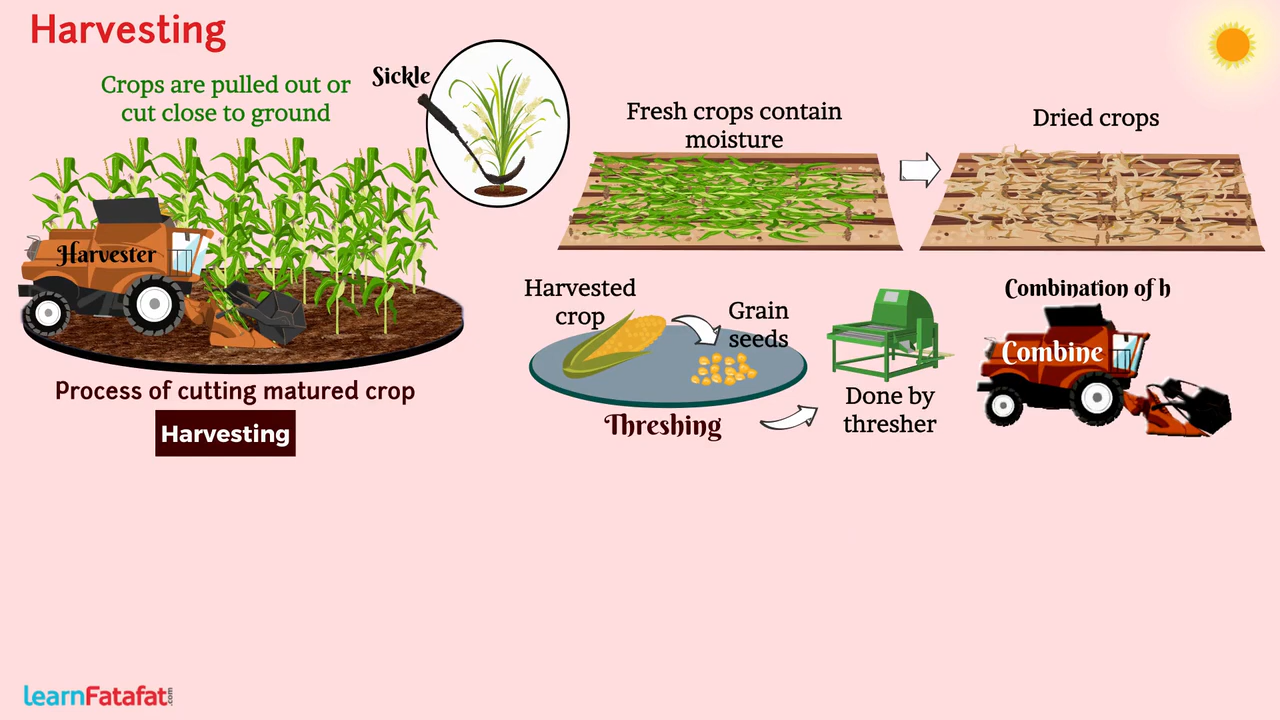 Harvesting
Crops are pulled out or
cut close to ground
Sickle
Harvester
Process of cutting matured crop
Harvesting
Fresh crops contain
moisture
Dried crops
Harvested
crop
Grain
seeds
Threshing
Done by
thresher
Combination of h
Combine
learnFatafat.com